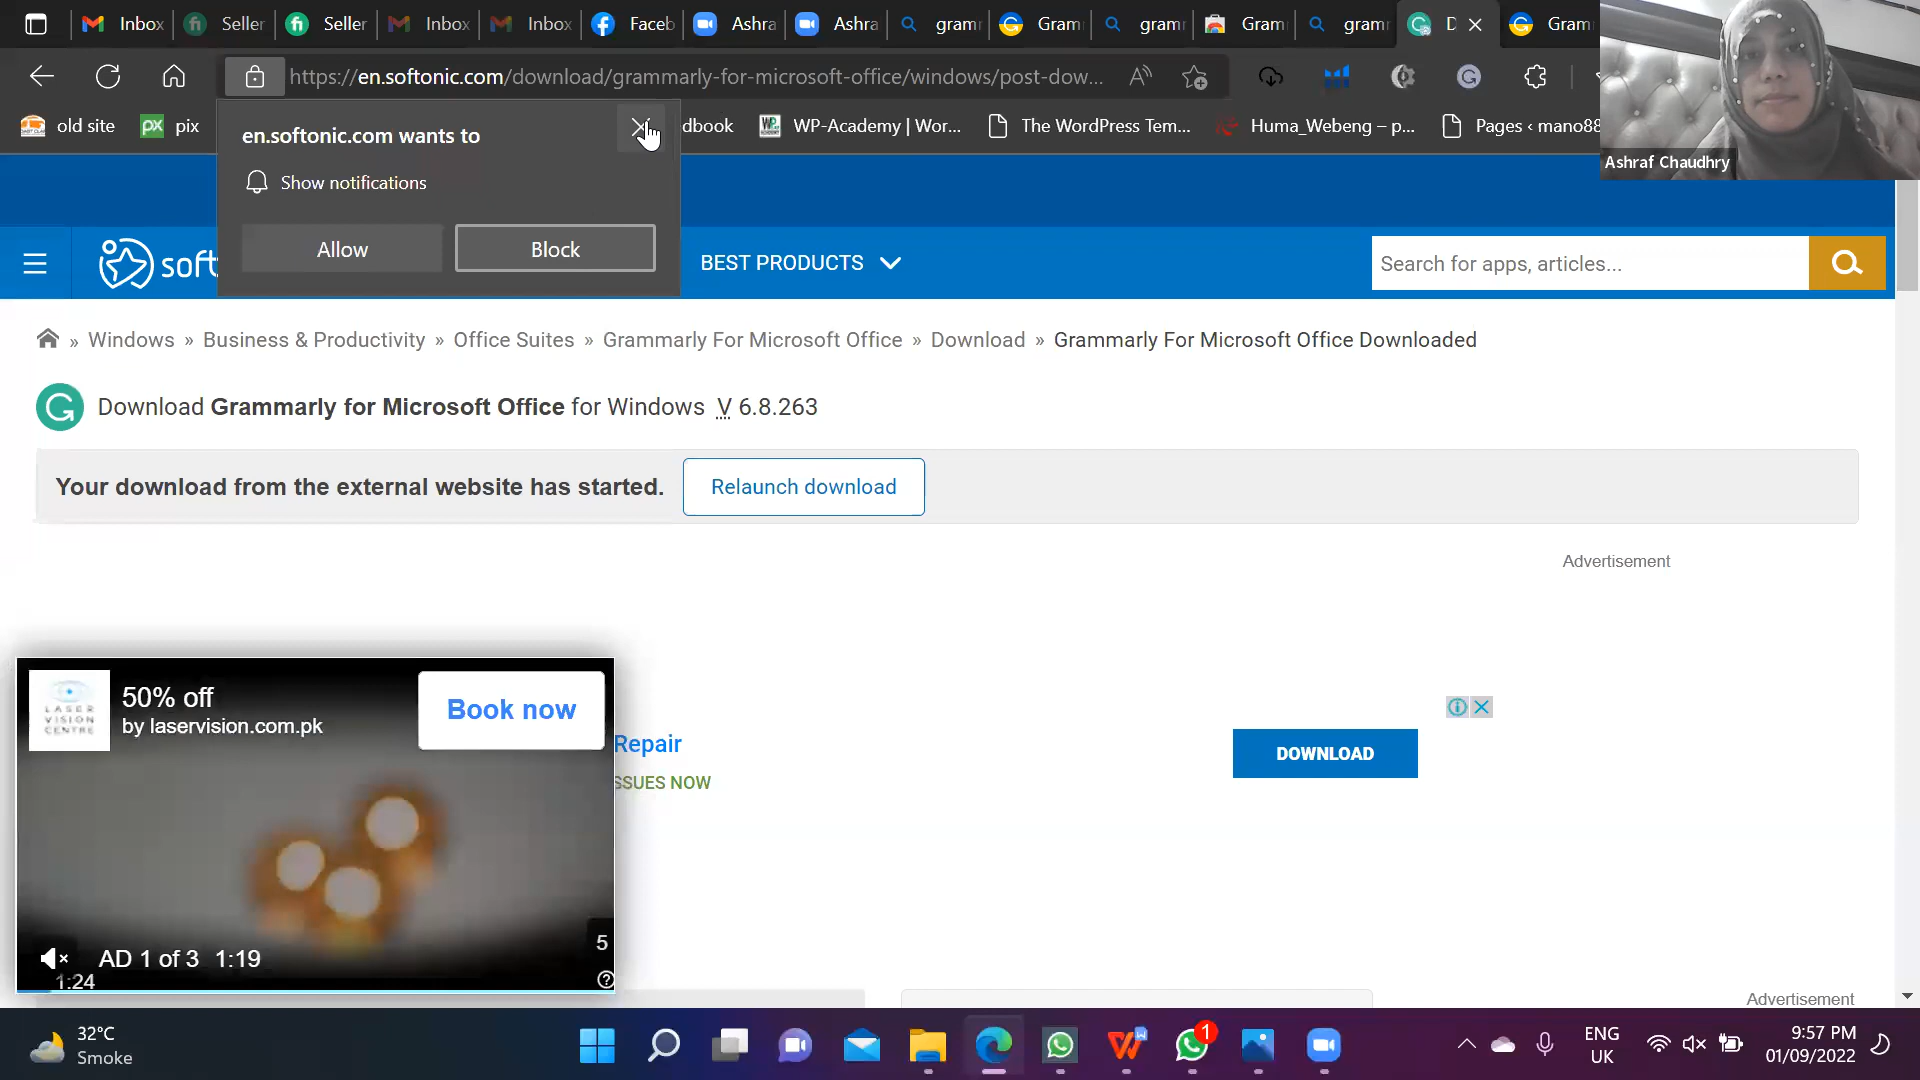 Inbox
Seller
Seller
Inbox
Inbox
Faceb
Ashra
Ashra
gramr
Gram
gramr
Gram
gramr
D
Gram
https://en.softonic.com/download/grammarly-for-microsoft-office/windows/post-dow...
old site
px
pix
dbook
WP-Academy | Wor...
The WordPress Tem...
Huma_Webeng – p...
Pages ‹ mano88
Ashraf Chaudhry
en.softonic.com wants to
Show notifications
Allow
Block
soft
BEST PRODUCTS
Search for apps, articles...
» Windows » Business & Productivity » Office Suites » Grammarly For Microsoft Office » Download » Grammarly For Microsoft Office Downloaded
Download Grammarly for Microsoft Office for Windows V 6.8.263
Your download from the external website has started.
Relaunch download
Advertisement
50% off
by laservision.com.pk
Book now
LASER
VISION
CENTRE
Repair
SSUES NOW
DOWNLOAD
AD 1 of 3 1:19
1:24
5
Advertisement
32°C
Smoke
1
ENG
UK
9:57 PM
01/09/2022